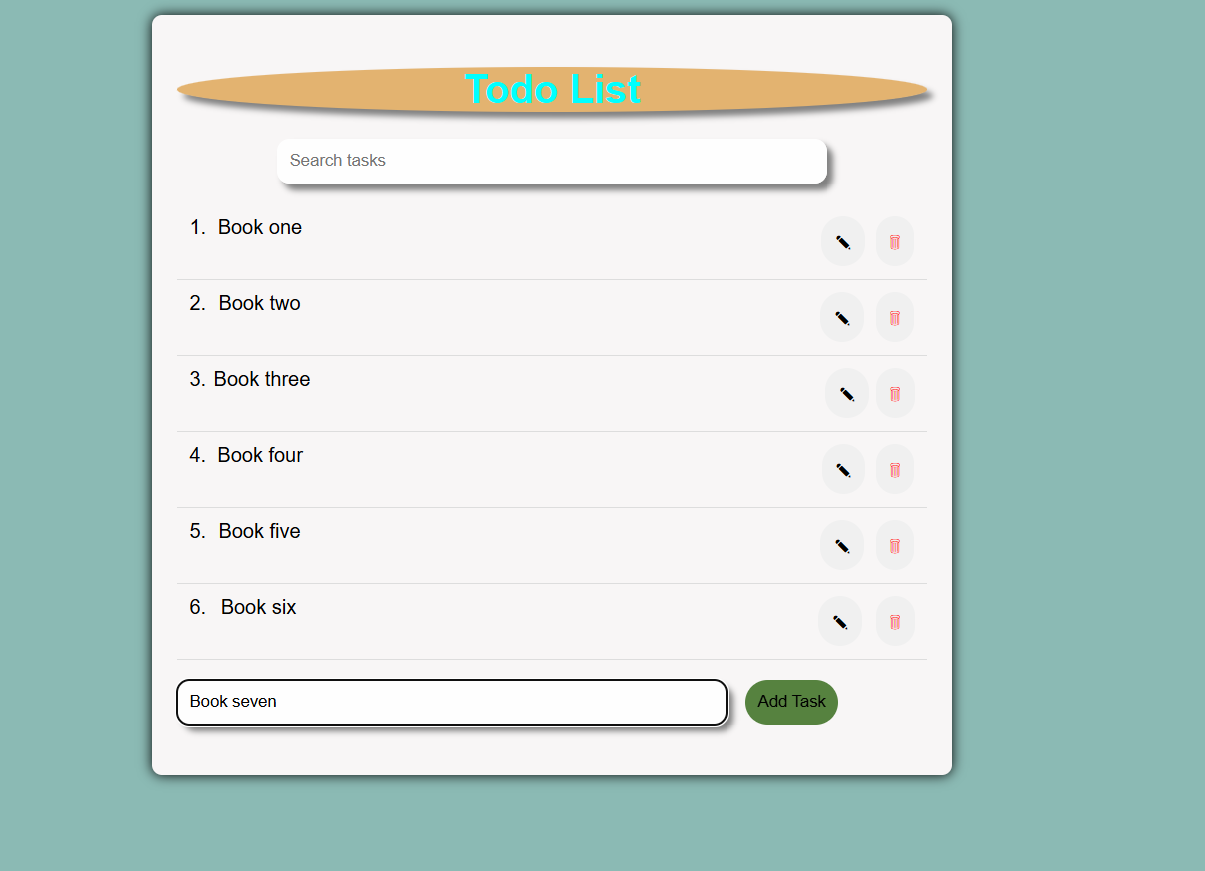 Todo List
Search tasks
1. Book one
2. Book two
3. Book three
4. Book four
5. Book five
6. Book six
Book seven Add Task